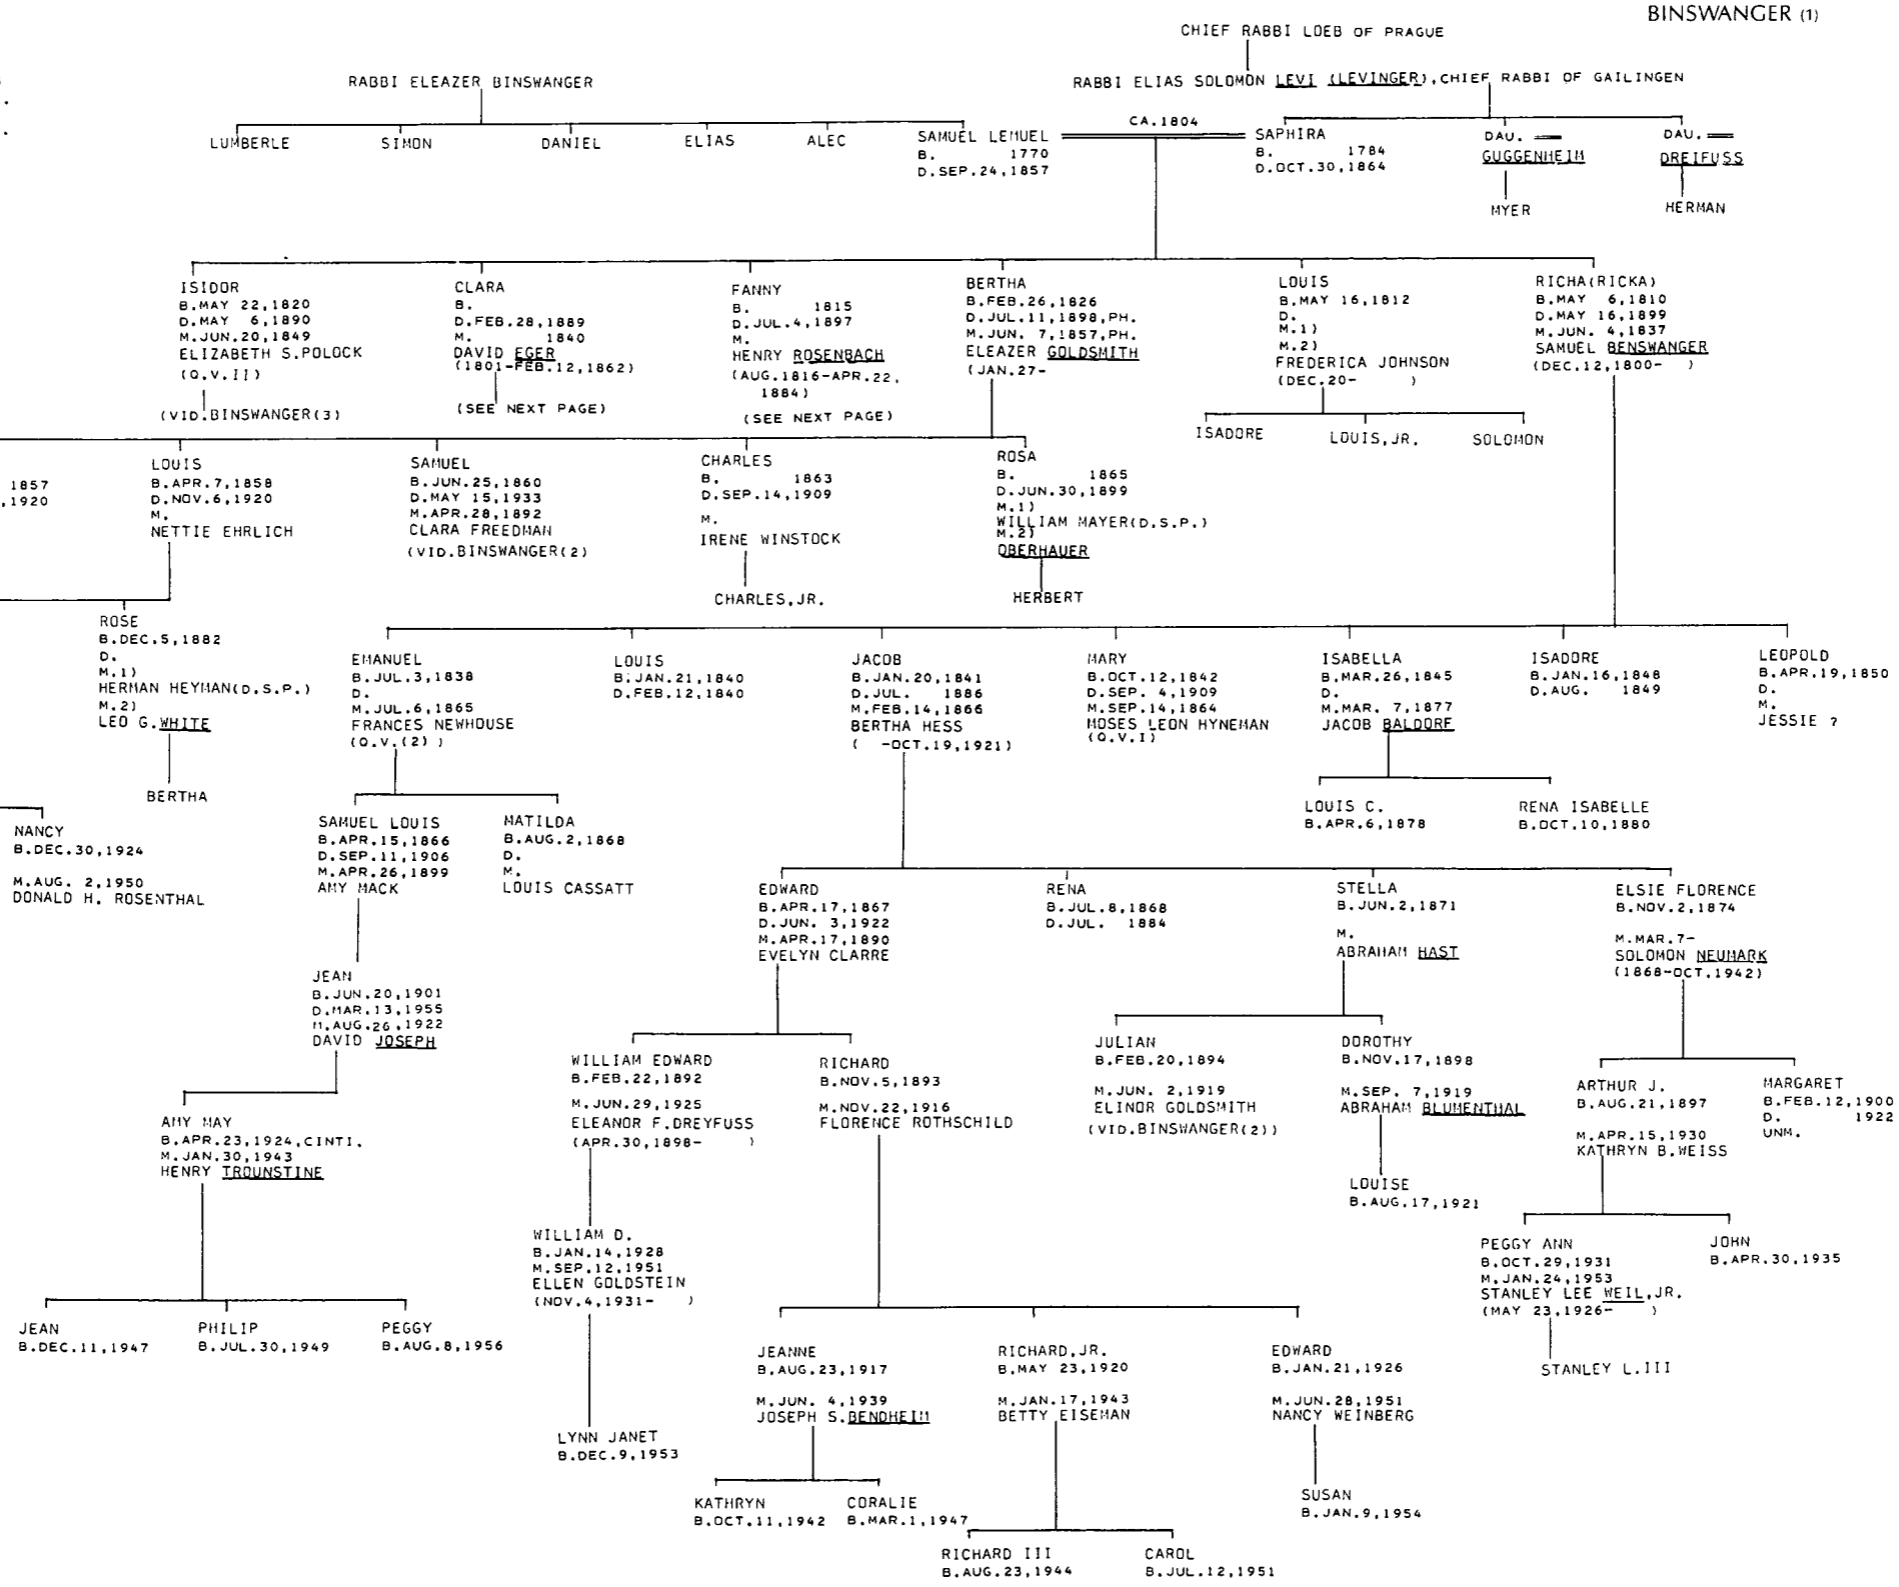 BINSWANGER (1)
CHIEF RABBI LOEB OF PRAGUE
RABBI ELEAZER BINSWANGER
RABBI ELIAS SOLOMON LEVI (LEVINGER), CHIEF RABBI OF GAILINGEN
LUMBERLE
SIMON
DANIEL
ELIAS
ALEC
SAMUEL LEMUEL
B. 1770
D.SEP.24,1857
CA.1804
SAPHIRA
B. 1784
D.OCT.30,1864
DAU. ==
GUGGENHEIM
MYER
DAU. ==
DREIFUSS
HERMAN
ISIDOR
B.MAY 22,1820
D.MAY 6,1890
M.JUN.20,1849
ELIZABETH S.POLOCK
(Q.V.II)
(VID.BINSWANGER(3)
CLARA
B.
D.FEB.28,1889
M. 1840
DAVID EGER
(1801-FEB.12,1862)
(SEE NEXT PAGE)
FANNY
B. 1815
D.JUL.4,1897
M.
HENRY ROSENBACH
(AUG.1816-APR.22,
1884)
(SEE NEXT PAGE)
BERTHA
B.FEB.26,1826
D.JUL.11,1898,PH.
M.JUN. 7,1857,PH.
ELEAZER GOLDSMITH
(JAN.27-
LOUIS
B.MAY 16,1812
D.
M.1)
M.2)
FREDERICA JOHNSON
(DEC.20- )
ISADORE
LOUIS,JR.
SOLOMON
RICHA(RICKA)
B.MAY 6,1810
D.MAY 16,1899
M.JUN. 4,1837
SAMUEL BENSWANGER
(DEC.12,1800- )
1857
,1920
LOUIS
B.APR.7,1858
D.NOV.6,1920
M.
NETTIE EHRLICH
SAMUEL
B.JUN.25,1860
D.MAY 15,1933
M.APR.28,1892
CLARA FREEDMAN
(VID.BINSWANGER(2)
CHARLES
B. 1863
D.SEP.14,1909
M.
IRENE WINSTOCK
CHARLES,JR.
ROSA
B. 1865
D.JUN.30,1899
M.1)
WILLIAM MAYER(D.S.P.)
M.2)
OBERHAUER
HERBERT
ROSE
B.DEC.5,1882
D.
M.1)
HERMAN HEYMAN(D.S.P.)
M.2)
LEO G.WHITE
BERTHA
EMANUEL
B.JUL.3,1838
D.
M.JUL.6,1865
FRANCES NEWHOUSE
(Q.V.(2) )
LOUIS
B.JAN.21,1840
D.FEB.12,1840
JACOB
B.JAN.20,1841
D.JUL. 1886
M.FEB.14,1866
BERTHA HESS
( -OCT.19,1921)
MARY
B.OCT.12,1842
D.SEP. 4,1909
M.SEP.14,1864
MOSES LEON HYNEMAN
(Q.V.I)
ISABELLA
B.MAR.26,1845
D.
M.MAR. 7,1877
JACOB BALDORF
ISADORE
B.JAN.16,1848
D.AUG. 1849
LEOPOLD
B.APR.19,1850
D.
M.
JESSIE ?
LOUIS C.
B.APR.6,1878
RENA ISABELLE
B.OCT.10,1880
NANCY
B.DEC.30,1924
M.AUG. 2,1950
DONALD H. ROSENTHAL
SAMUEL LOUIS
B.APR.15,1866
D.SEP.11,1906
M.APR.26,1899
AMY MACK
MATILDA
B.AUG.2,1868
D.
M.
LOUIS CASSATT
EDWARD
B.APR.17,1867
D.JUN. 3,1922
M.APR.17,1890
EVELYN CLARRE
RENA
B.JUL.8,1868
D.JUL. 1884
STELLA
B.JUN.2,1871
M.
ABRAHAM HAST
ELSIE FLORENCE
B.NOV.2,1874
M.MAR.7-
SOLOMON NEUMARK
(1868-OCT.1942)
JEAN
B.JUN.20,1901
D.MAR.13,1955
M.AUG.26,1922
DAVID JOSEPH
WILLIAM EDWARD
B.FEB.22,1892
M.JUN.29,1925
ELEANOR F.DREYFUSS
(APR.30,1898- )
RICHARD
B.NOV.5,1893
M.NOV.22,1916
FLORENCE ROTHSCHILD
JULIAN
B.FEB.20,1894
M.JUN. 2,1919
ELINOR GOLDSMITH
(VID.BINSWANGER(2))
DOROTHY
B.NOV.17,1898
M.SEP. 7,1919
ABRAHAM BLUMENTHAL
LOUISE
B.AUG.17,1921
ARTHUR J.
B.AUG.21,1897
M.APR.15,1930
KATHRYN B.WEISS
MARGARET
B.FEB.12,1900
D. 1922
UNM.
AMY MAY
B.APR.23,1924,CINTI.
M.JAN.30,1943
HENRY TROUNSTINE
WILLIAM D.
B.JAN.14,1928
M.SEP.12,1951
ELLEN GOLDSTEIN
(NOV.4,1931- )
PEGGY ANN
B.OCT.29,1931
M.JAN.24,1953
STANLEY LEE WEIL,JR.
(MAY 23,1926- )
JOHN
B.APR.30,1935
STANLEY L.III
JEAN
B.DEC.11,1947
PHILIP
B.JUL.30,1949
PEGGY
B.AUG.8,1956
JEANNE
B.AUG.23,1917
M.JUN. 4,1939
JOSEPH S.BENDHEIM
RICHARD,JR.
B.MAY 23,1920
M.JAN.17,1943
BETTY EISEMAN
EDWARD
B.JAN.21,1926
M.JUN.28,1951
NANCY WEINBERG
LYNN JANET
B.DEC.9,1953
KATHRYN
B.OCT.11,1942
CORALIE
B.MAR.1,1947
SUSAN
B.JAN.9,1954
RICHARD III
B.AUG.23,1944
CAROL
B.JUL.12,1951